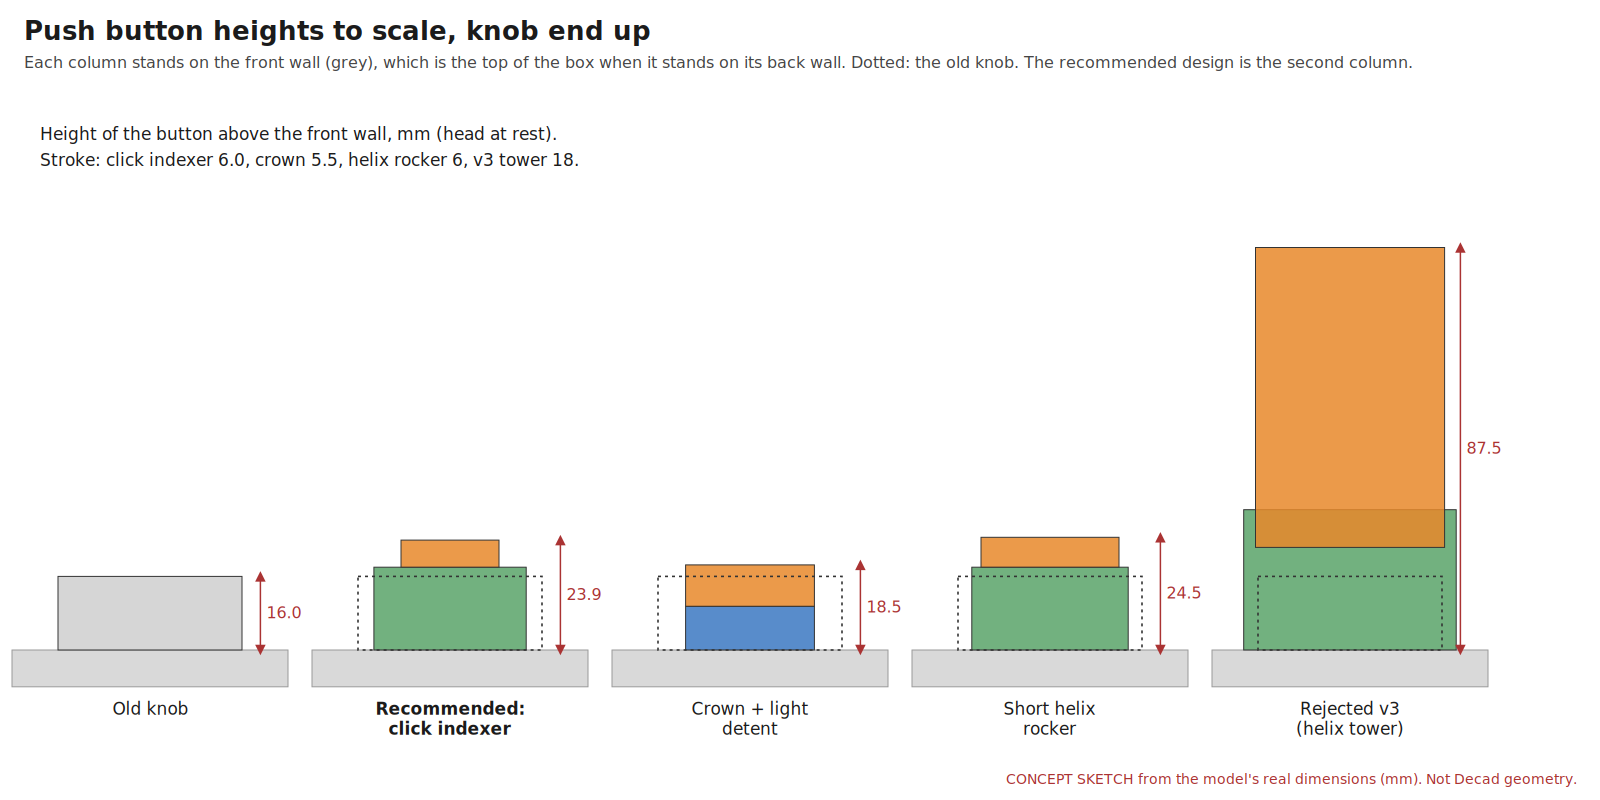 Push button heights to scale, knob end up
Each column stands on the front wall (grey), which is the top of the box when it stands on its back wall. Dotted: the old knob. The recommended design is the second column.
Height of the button above the front wall, mm (head at rest).
Stroke: click indexer 6.0, crown 5.5, helix rocker 6, v3 tower 18.
16.0
23.9
18.5
24.5
87.5
Old knob
Recommended:
click indexer
Crown + light
detent
Short helix
rocker
Rejected v3
(helix tower)
CONCEPT SKETCH from the model's real dimensions (mm). Not Decad geometry.